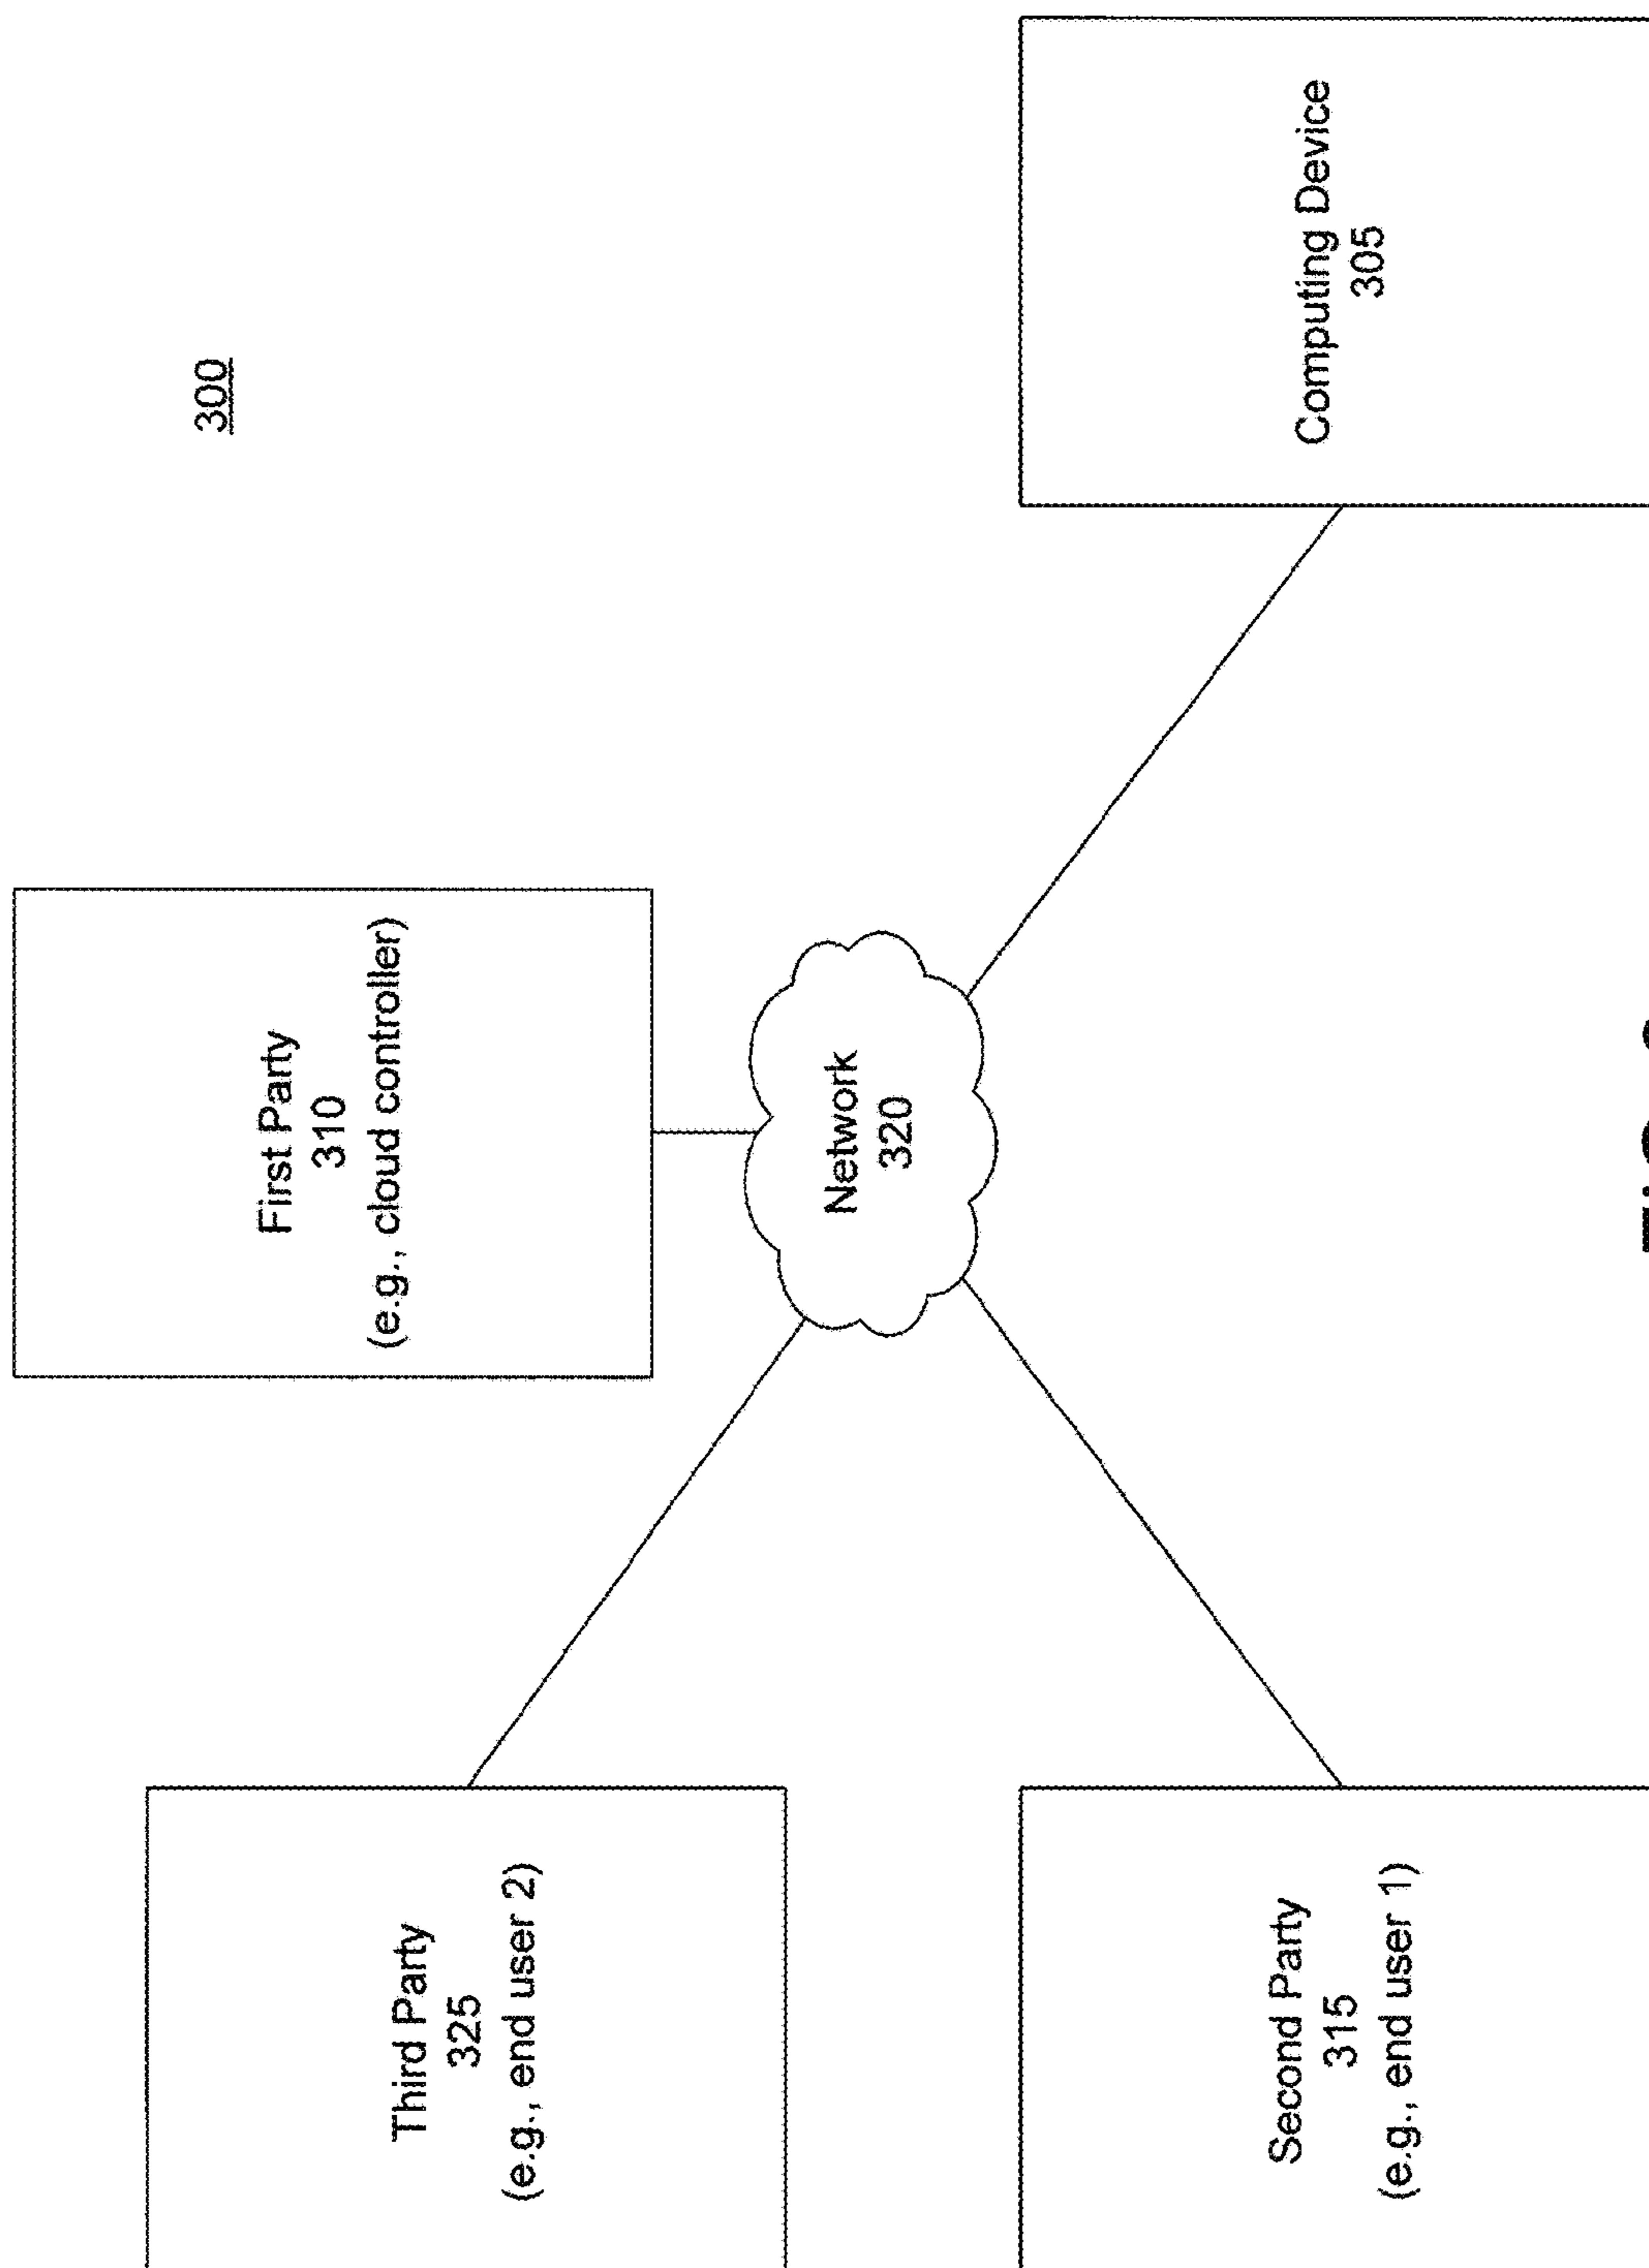 300
First Party
310
(e.g., cloud controller)
Third Party
325
(e.g., end user 2)
Network
320
Second Party
315
(e.g., end user 1)
Computing Device
305